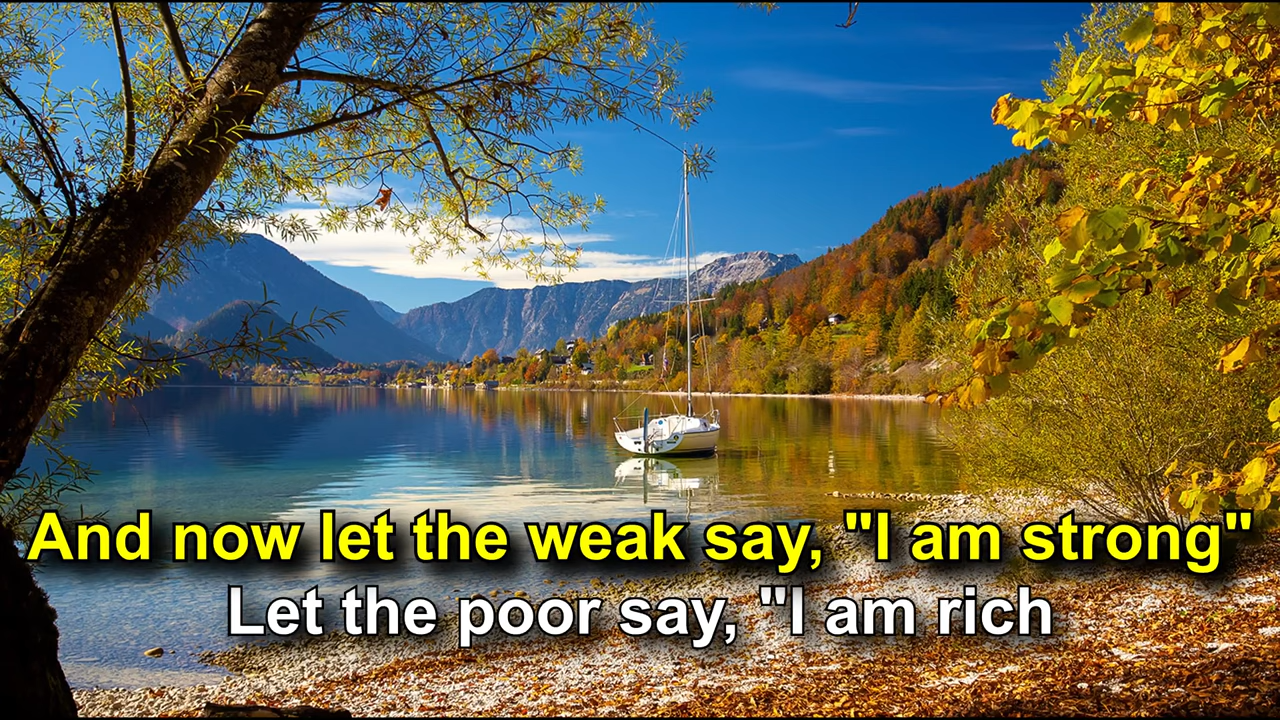 And now let the weak say, "I am strong"
Let the poor say, "I am rich